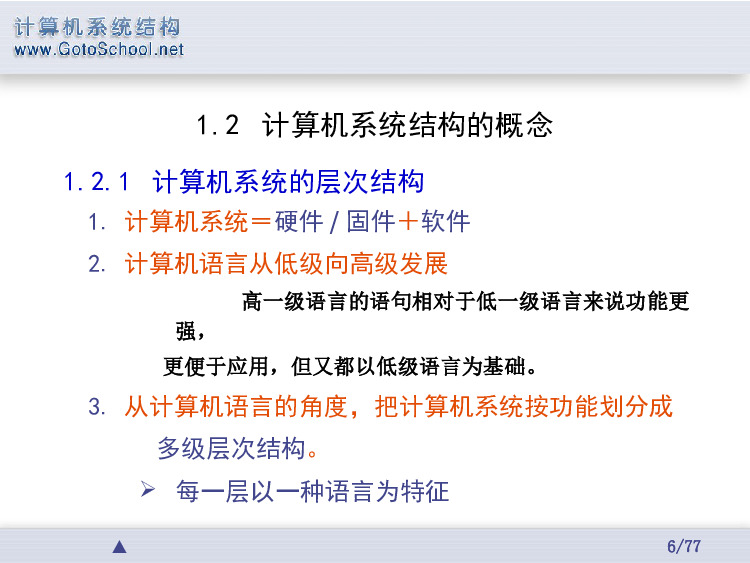 计算机系统结构
www.GotoSchool.net
1.2 计算机系统结构的概念
1.2.1 计算机系统的层次结构
1. 计算机系统＝硬件／固件＋软件
2. 计算机语言从低级向高级发展
高一级语言的语句相对于低一级语言来说功能更
强，
更便于应用，但又都以低级语言为基础。
3. 从计算机语言的角度，把计算机系统按功能划分成
多级层次结构。
➢ 每一层以一种语言为特征
▲ 6/77